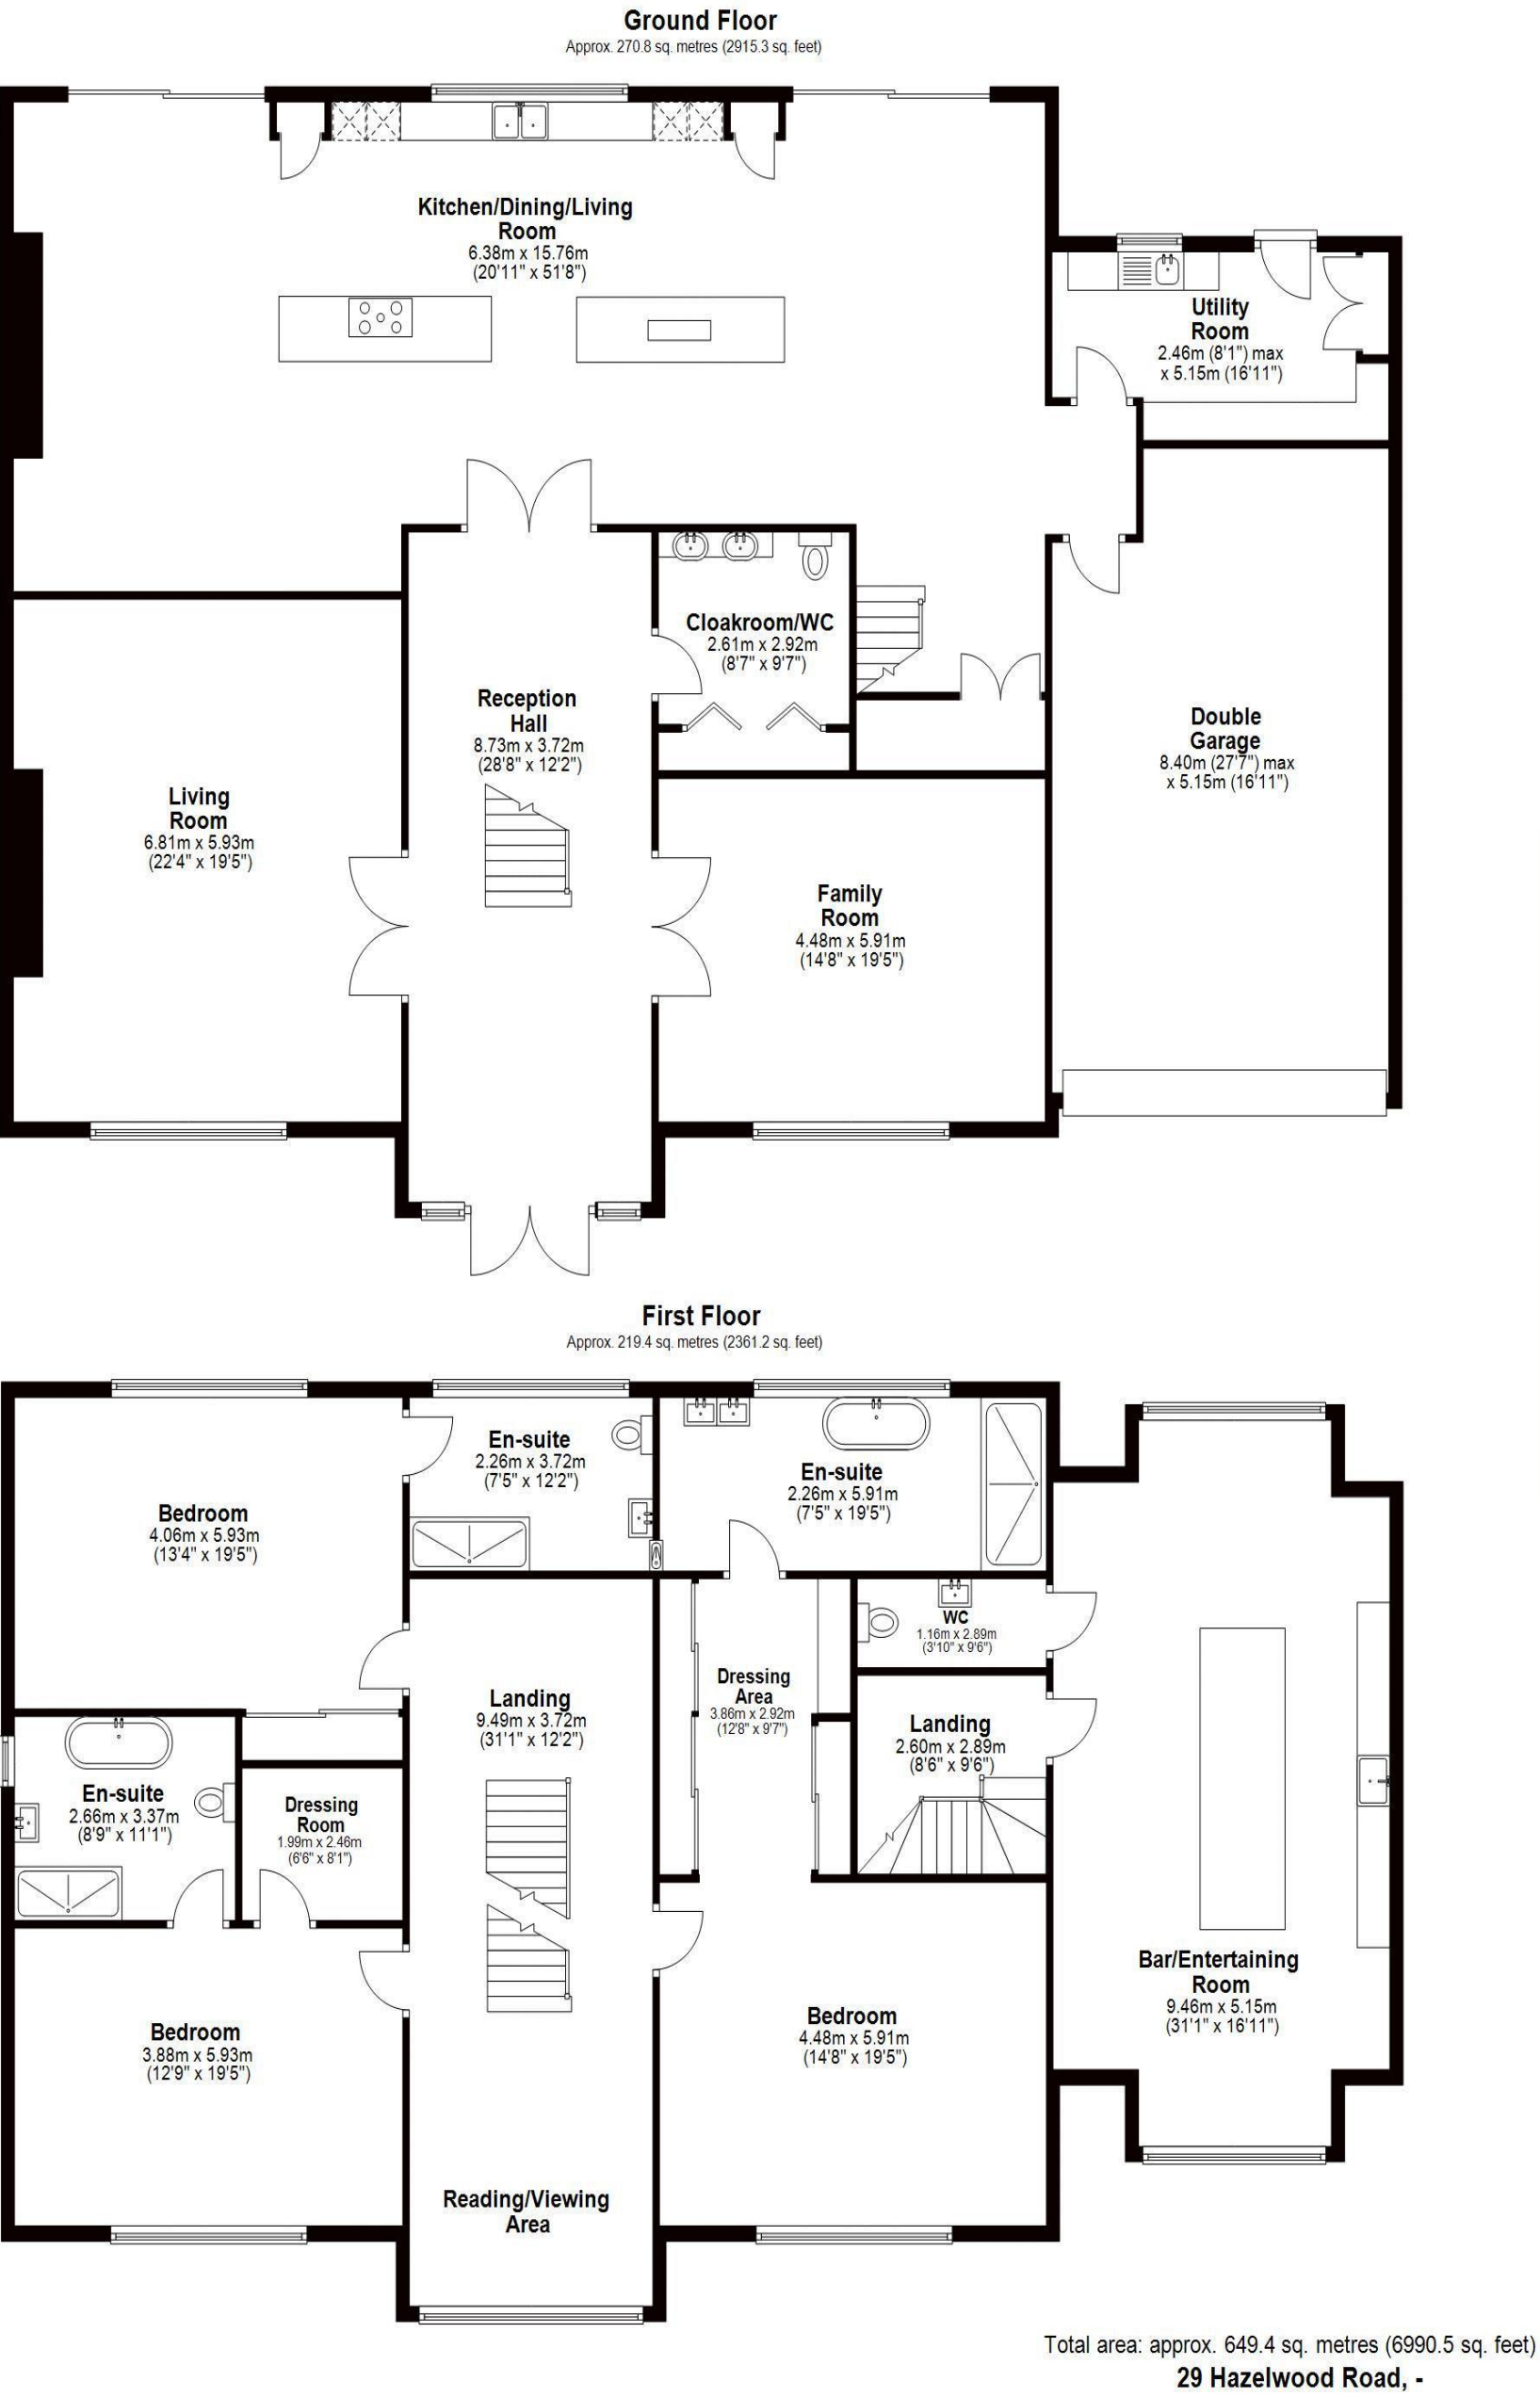 Ground Floor
Approx. 270.8 sq. metres (2915.3 sq. feet)
Kitchen/Dining/Living
Room
6.38m x 15.76m
(20'11" x 51'8")
Utility
Room
2.46m (8'1") max
x 5.15m (16'11")
Cloakroom/WC
2.61m x 2.92m
(8'7" x 9'7")
Reception
Hall
8.73m x 3.72m
(28'8" x 12'2")
Double
Garage
8.40m (27'7") max
x 5.15m (16'11")
Living
Room
6.81m x 5.93m
(22'4" x 19'5")
Family
Room
4.48m x 5.91m
(14'8" x 19'5")
First Floor
Approx. 219.4 sq. metres (2361.2 sq. feet)
En-suite
2.26m x 3.72m
(7'5" x 12'2")
En-suite
2.26m x 5.91m
(7'5" x 19'5")
Bedroom
4.06m x 5.93m
(13'4" x 19'5")
WC
1.16m x 2.89m
(3'10" x 9'6")
Dressing
Area
3.86m x 2.92m
(12'8" x 9'7")
Landing
9.49m x 3.72m
(31'1" x 12'2")
Landing
2.60m x 2.89m
(8'6" x 9'6")
En-suite
2.66m x 3.37m
(8'9" x 11'1")
Dressing
Room
1.99m x 2.46m
(6'6" x 8'1")
Bar/Entertaining
Room
9.46m x 5.15m
(31'1" x 16'11")
Bedroom
4.48m x 5.91m
(14'8" x 19'5")
Bedroom
3.88m x 5.93m
(12'9" x 19'5")
Reading/Viewing
Area
Total area: approx. 649.4 sq. metres (6990.5 sq. feet)
29 Hazelwood Road, -